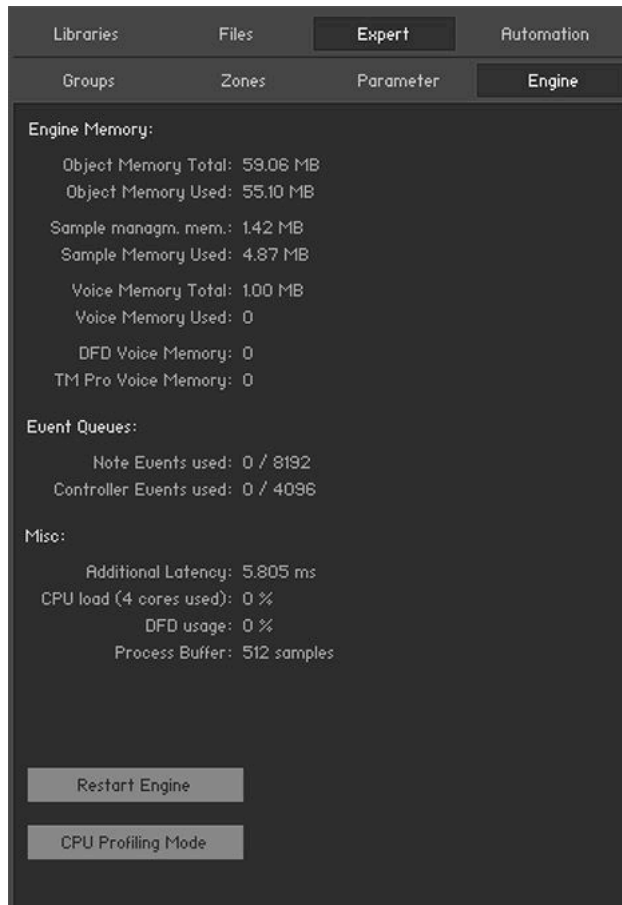 Libraries Files Expert Automation
Groups Zones Parameter Engine
Engine Memory:
Object Memory Total: 59.06 MB
Object Memory Used: 55.10 MB
Sample managm. mem.: 1.42 MB
Sample Memory Used: 4.87 MB
Voice Memory Total: 1.00 MB
Voice Memory Used: 0
DFD Voice Memory: 0
TM Pro Voice Memory: 0
Event Queues:
Note Events used: 0 / 8192
Controller Events used: 0 / 4096
Misc:
Additional Latency: 5.805 ms
CPU load (4 cores used): 0 %
DFD usage: 0 %
Process Buffer: 512 samples
Restart Engine
CPU Profiling Mode